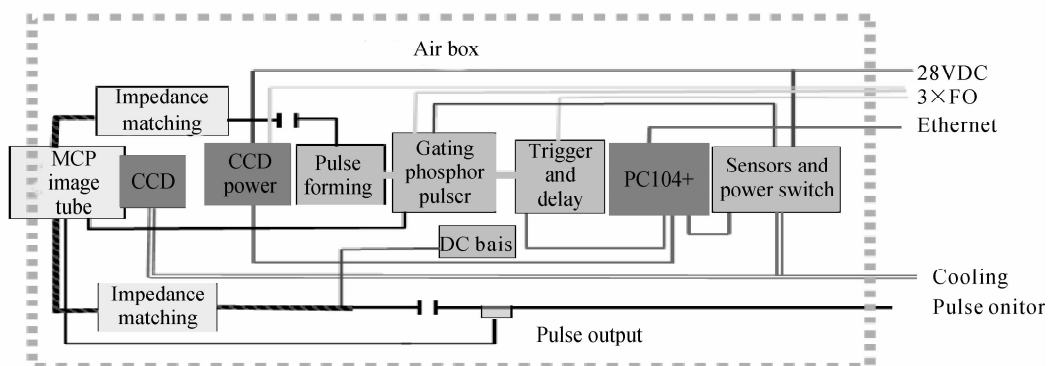 Air box
28VDC
3×FO
Ethernet
Impedance
matching
MCP
image
tube
CCD
CCD
power
Pulse
forming
Gating
phosphor
pulser
Trigger
and
delay
PC104+
Sensors and
power switch
DC bais
Cooling
Impedance
matching
Pulse onitor
Pulse output